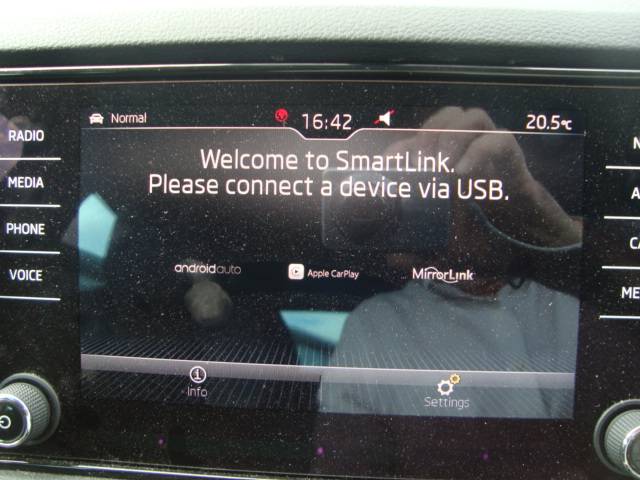 Normal 16:42 20.5°C
RADIO
MEDIA
PHONE
VOICE
Welcome to SmartLink.
Please connect a device via USB.
androidauto Apple CarPlay MirrorLink
info Settings